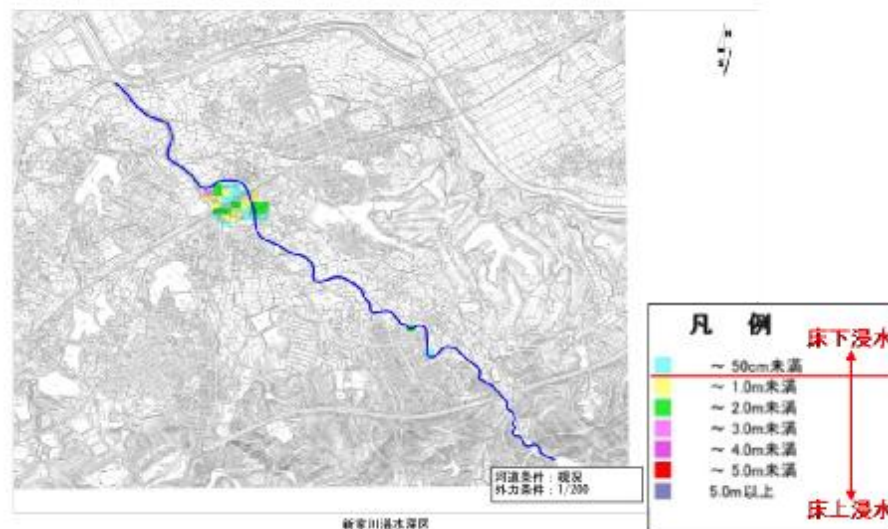 N
S
凡 例
床下浸水
～ 50cm未満
～ 1.0m未満
～ 2.0m未満
～ 3.0m未満
～ 4.0m未満
～ 5.0m未満
5.0m以上
床上浸水
河道条件 : 現況
外力条件 : 1/200
新家川浸水深図